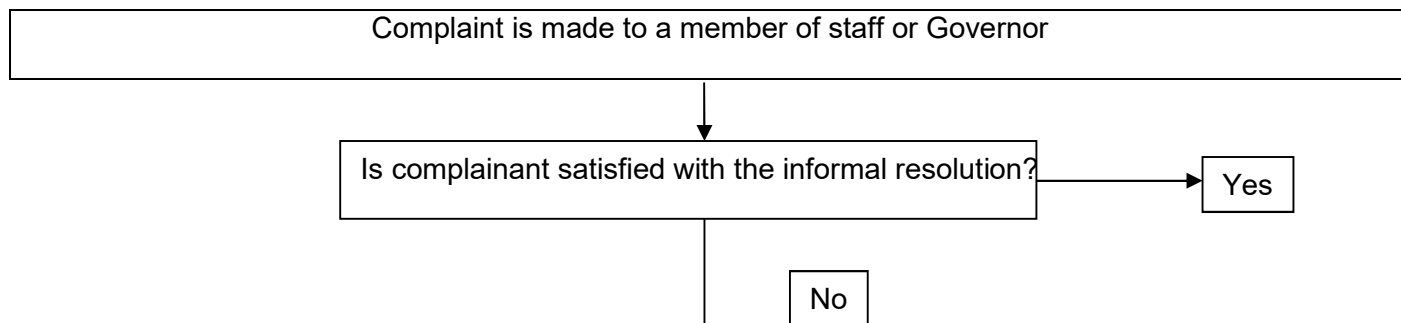 Complaint is made to a member of staff or Governor
Is complainant satisfied with the informal resolution?
Yes
No